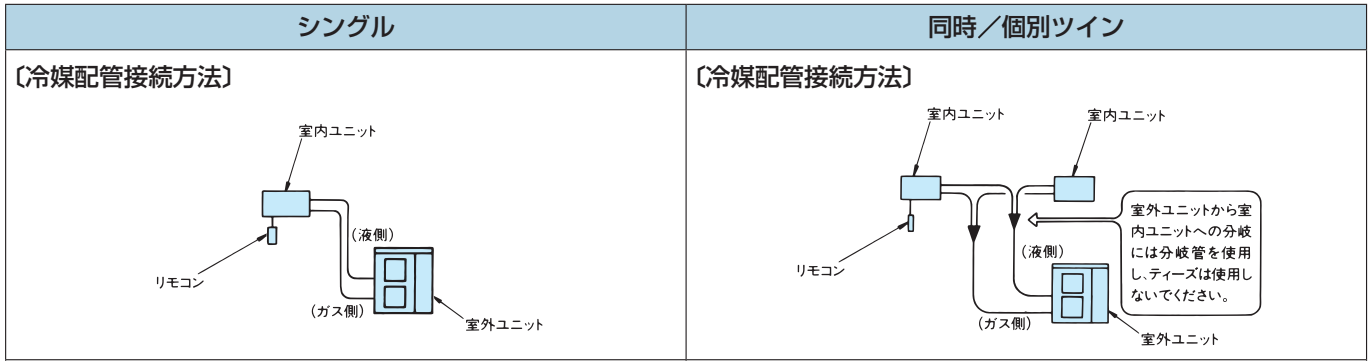 シングル
〔冷媒配管接続方法〕
室内ユニット
(液側)
リモコン
(ガス側)
室外ユニット
同時／個別ツイン
〔冷媒配管接続方法〕
室内ユニット
室内ユニット
室外ユニットから室
内ユニットへの分岐
には分岐管を使用
し、ティーズは使用し
ないでください。
(液側)
リモコン
(ガス側)
室外ユニット